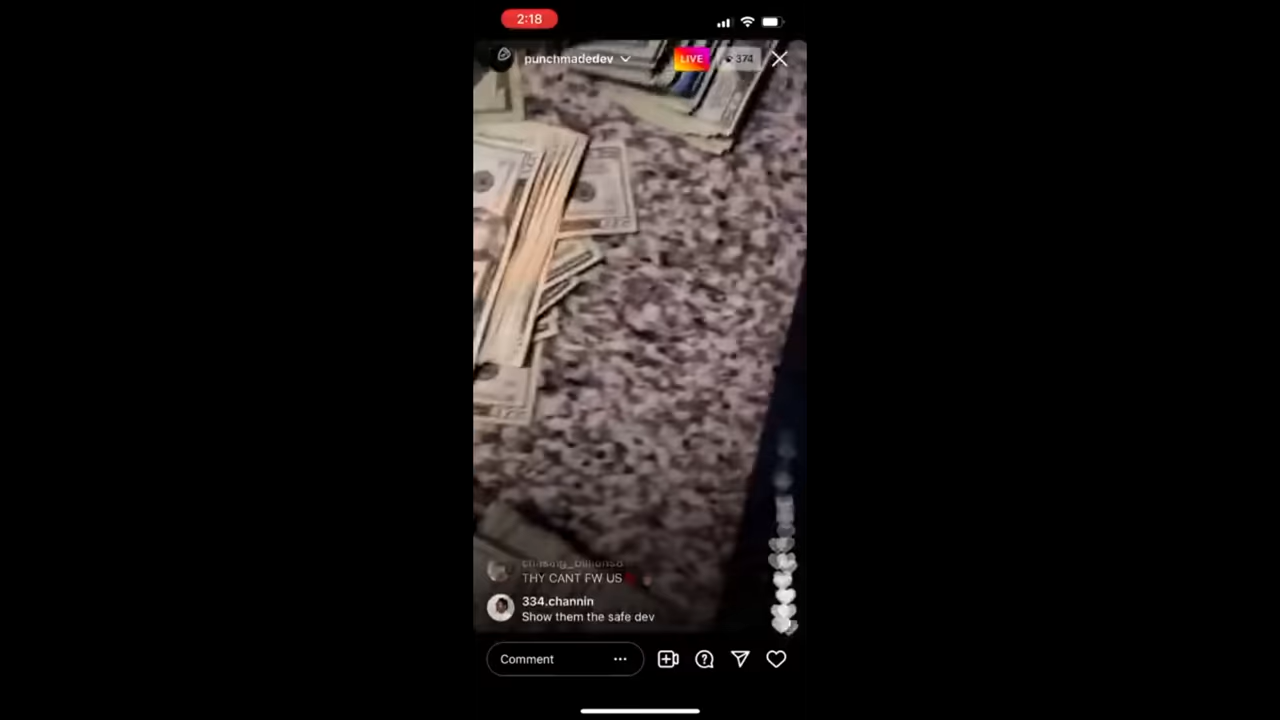 2:18
punchmadedev
LIVE
374
THY CANT FW US
334.channin
Show them the safe dev
Comment